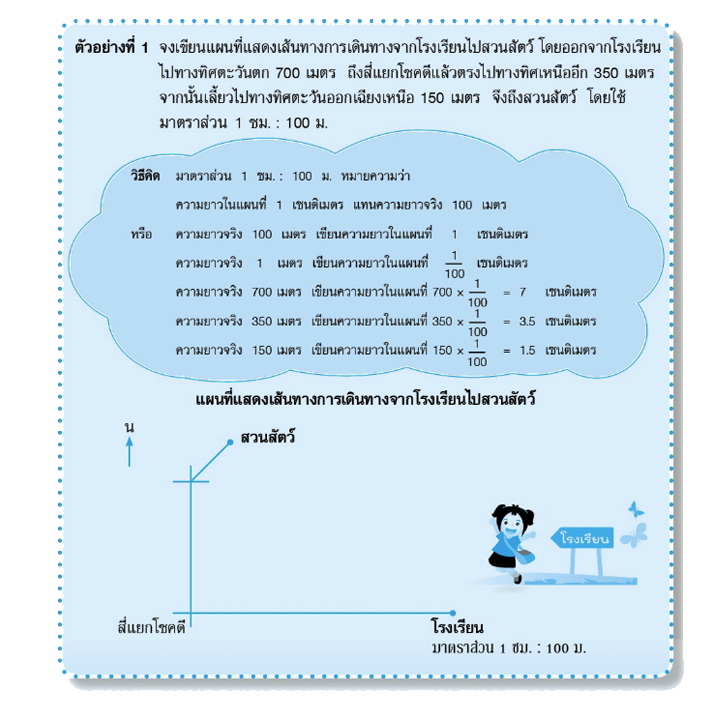 ตัวอย่างที่ 1 จงเขียนแผนที่แสดงเส้นทางการเดินทางจากโรงเรียนไปสวนสัตว์ โดยออกจากโรงเรียน
ไปทางทิศตะวันตก 700 เมตร ถึงสี่แยกโชคดีแล้วตรงไปทางทิศเหนืออีก 350 เมตร
จากนั้นเลี้ยวไปทางทิศตะวันออกเฉียงเหนือ 150 เมตร จึงถึงสวนสัตว์ โดยใช้
มาตราส่วน 1 ซม. : 100 ม.
วิธีคิด มาตราส่วน 1 ซม. : 100 ม. หมายความว่า
ความยาวในแผนที่ 1 เซนติเมตร แทนความยาวจริง 100 เมตร
หรือ ความยาวจริง 100 เมตร เขียนความยาวในแผนที่ 1 เซนติเมตร
ความยาวจริง 1 เมตร เขียนความยาวในแผนที่ 1/100 เซนติเมตร
ความยาวจริง 700 เมตร เขียนความยาวในแผนที่ 700 × 1/100 = 7 เซนติเมตร
ความยาวจริง 350 เมตร เขียนความยาวในแผนที่ 350 × 1/100 = 3.5 เซนติเมตร
ความยาวจริง 150 เมตร เขียนความยาวในแผนที่ 150 × 1/100 = 1.5 เซนติเมตร
แผนที่แสดงเส้นทางการเดินทางจากโรงเรียนไปสวนสัตว์
น
สวนสัตว์
โรงเรียน
สี่แยกโชคดี
โรงเรียน
มาตราส่วน 1 ซม. : 100 ม.